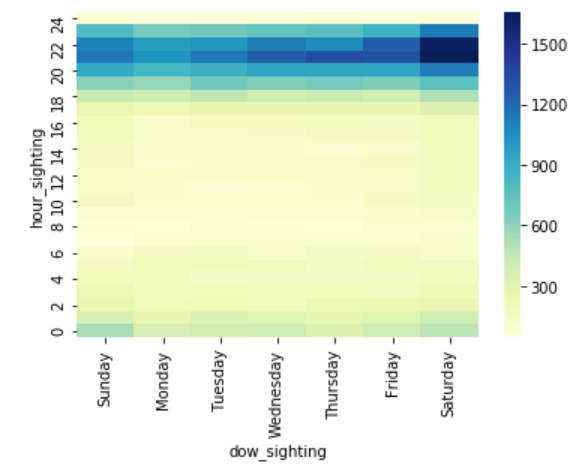 24
22
20
18
16
14
12
10
8
6
4
2
0
hour_sighting
Sunday
Monday
Tuesday
Wednesday
Thursday
Friday
Saturday
dow_sighting
1500
1200
900
600
300